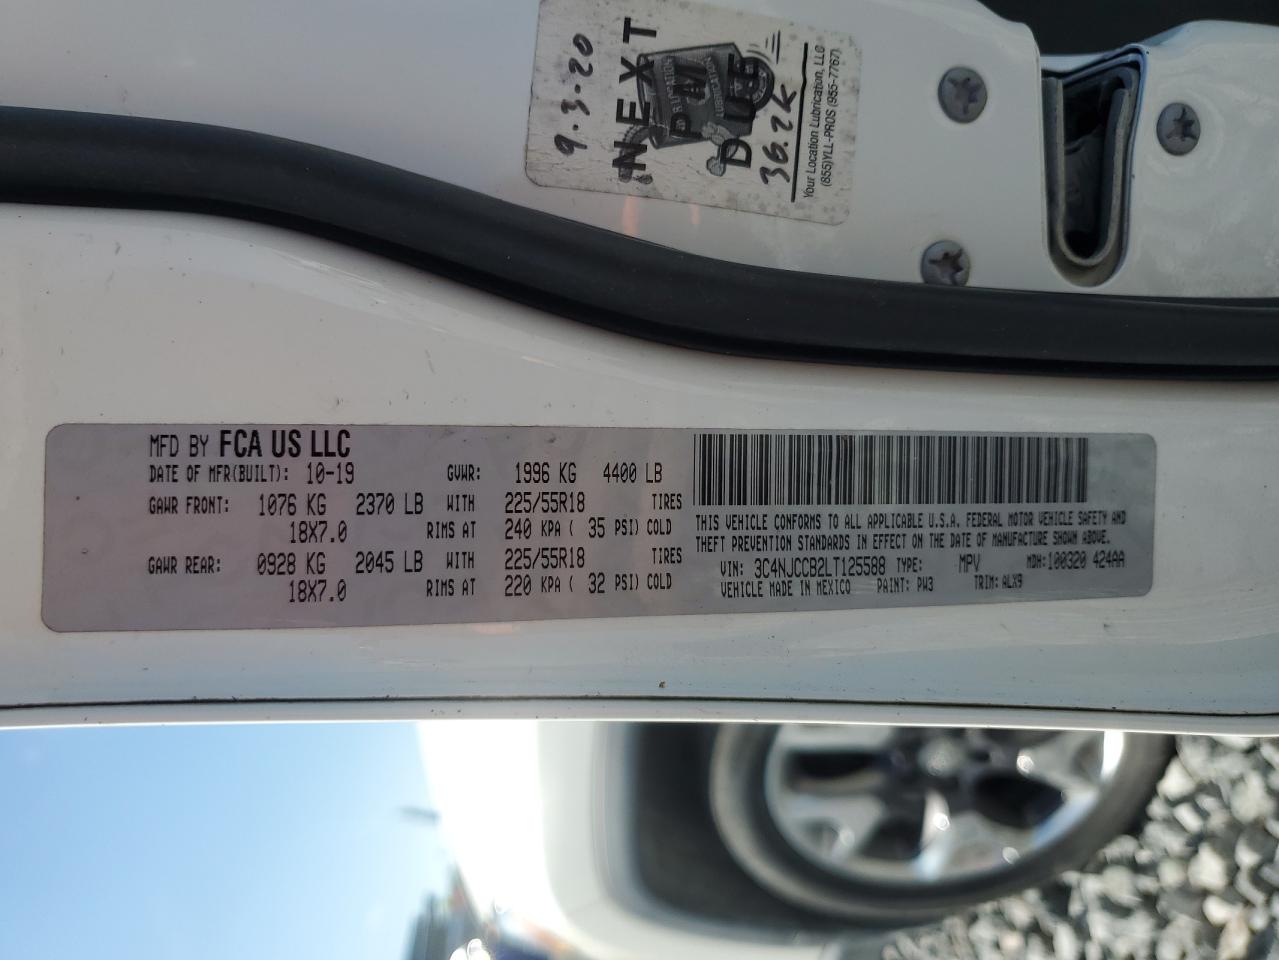 9-3-20
NEXT
PM
DUE
36.2k
Your Location Lubrication, LLC
(855)YLL-PROS (955-7767)
MFD BY FCA US LLC
DATE OF MFR(BUILT): 10-19 GVWR: 1996 KG 4400 LB
GAWR FRONT: 1076 KG 2370 LB WITH 225/55R18 TIRES
18X7.0 RIMS AT 240 KPA ( 35 PSI) COLD
GAWR REAR: 0928 KG 2045 LB WITH 225/55R18 TIRES
18X7.0 RIMS AT 220 KPA ( 32 PSI) COLD
THIS VEHICLE CONFORMS TO ALL APPLICABLE U.S.A. FEDERAL MOTOR VEHICLE SAFETY AND
THEFT PREVENTION STANDARDS IN EFFECT ON THE DATE OF MANUFACTURE SHOWN ABOVE.
VIN: 3C4NJCCB2LT125588 TYPE: MPV MDH:100320 424AA
VEHICLE MADE IN MEXICO PAINT: PW3 TRIM: ALX9